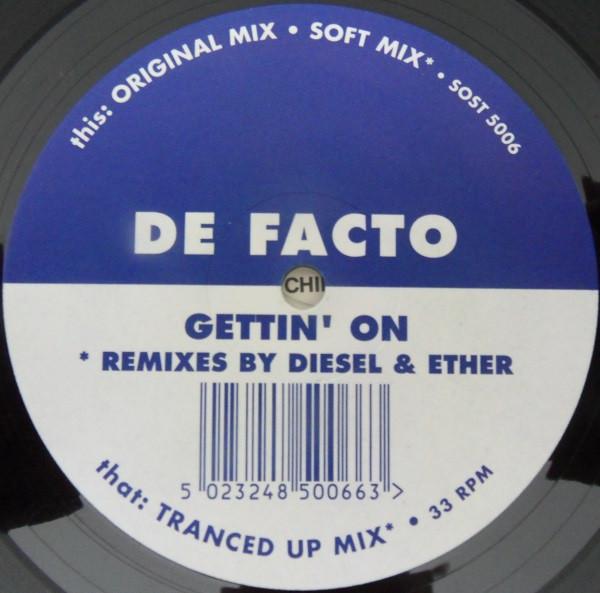 this: ORIGINAL MIX • SOFT MIX* • SOST 5006
DE FACTO
CHII
GETTIN' ON
* REMIXES BY DIESEL & ETHER
5 023248 500663 >
that: TRANCED UP MIX* • 33 RPM